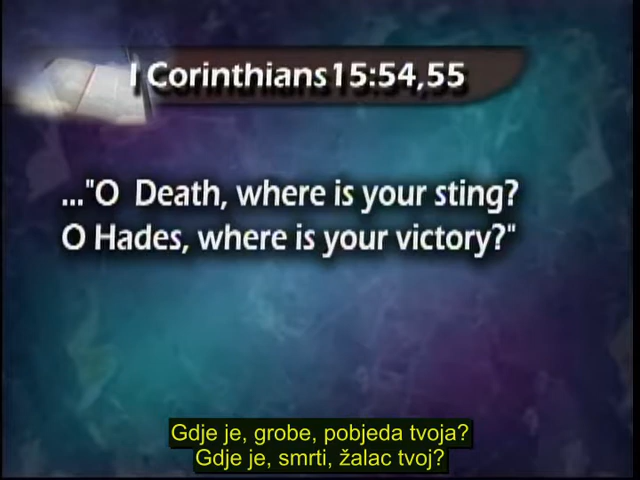 I Corinthians 15:54,55
..."O Death, where is your sting?
O Hades, where is your victory?"
Gdje je, grobe, pobjeda tvoja?
Gdje je, smrti, žalac tvoj?